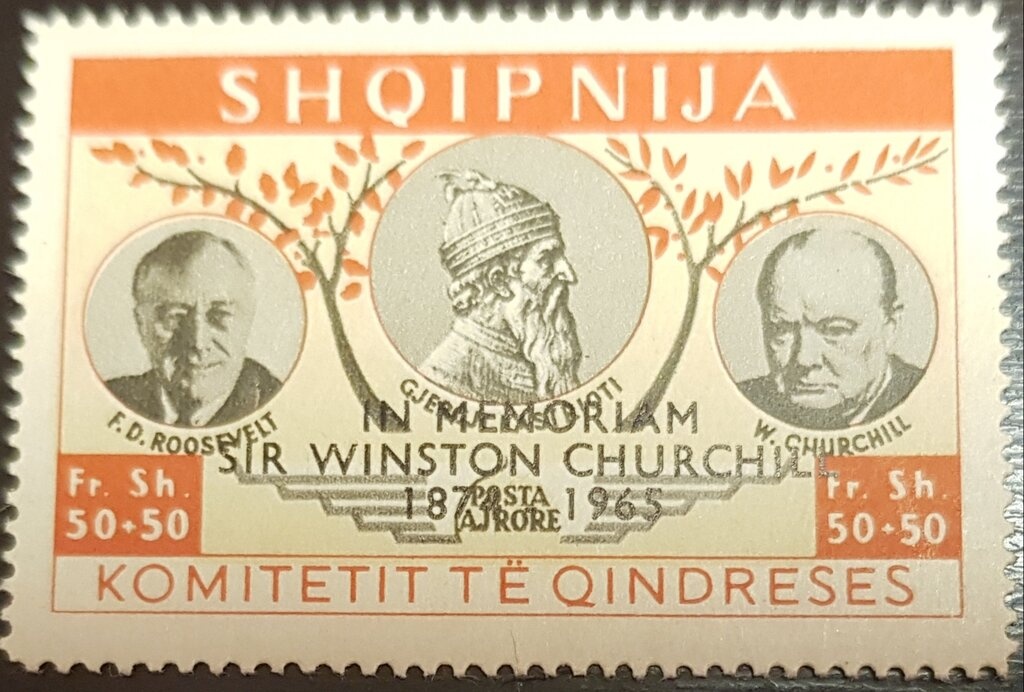 SHQIPNIJA
F. D. ROOSEVELT
W. CHURCHILL
IN MEMORIAM
SIR WINSTON CHURCHILL
1874 1965
POSTA
AJRORE
Fr. Sh.
50+50
Fr. Sh.
50+50
KOMITETIT TË QINDRESES